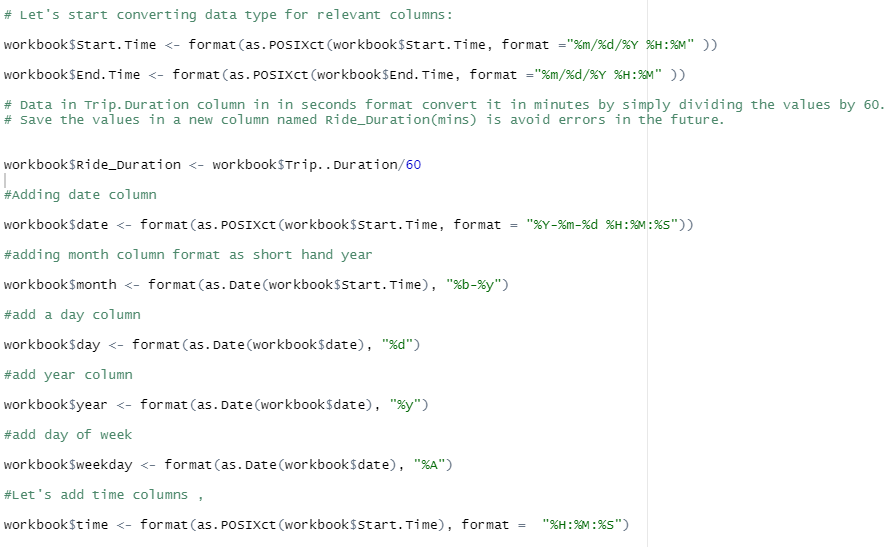 # Let's start converting data type for relevant columns:
workbook$Start.Time <- format(as.POSIXct(workbook$Start.Time, format ="%m/%d/%Y %H:%M" ))
workbook$End.Time <- format(as.POSIXct(workbook$End.Time, format ="%m/%d/%Y %H:%M" ))
# Data in Trip.Duration column in in seconds format convert it in minutes by simply dividing the values by 60.
# Save the values in a new column named Ride_Duration(mins) is avoid errors in the future.
workbook$Ride_Duration <- workbook$Trip..Duration/60
#Adding date column
workbook$date <- format(as.POSIXct(workbook$Start.Time, format = "%Y-%m-%d %H:%M:%S"))
#adding month column format as short hand year
workbook$month <- format(as.Date(workbook$Start.Time), "%b-%y")
#add a day column
workbook$day <- format(as.Date(workbook$date), "%d")
#add year column
workbook$year <- format(as.Date(workbook$date), "%y")
#add day of week
workbook$weekday <- format(as.Date(workbook$date), "%A")
#Let's add time columns ,
workbook$time <- format(as.POSIXct(workbook$Start.Time), format =  "%H:%M:%S")